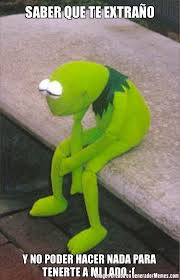 SABER QUE TE EXTRAÑO
Y NO PODER HACER NADA PARA
TENERTE A MI LADO :(